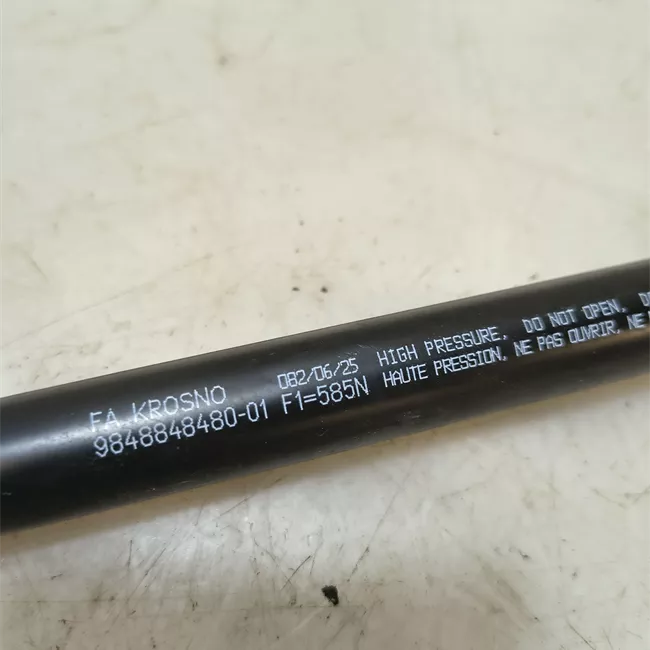 FA.KROSNO 082/06/25 HIGH PRESSURE, DO NOT OPEN,
9848848480-01 F1=585N HAUTE PRESSION, NE PAS OUVRIR, NE